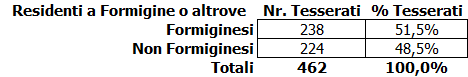 Residenti a Formigine o altrove Nr. Tesserati % Tesserati
Formiginesi 238 51,5%
Non Formiginesi 224 48,5%
Totali 462 100,0%